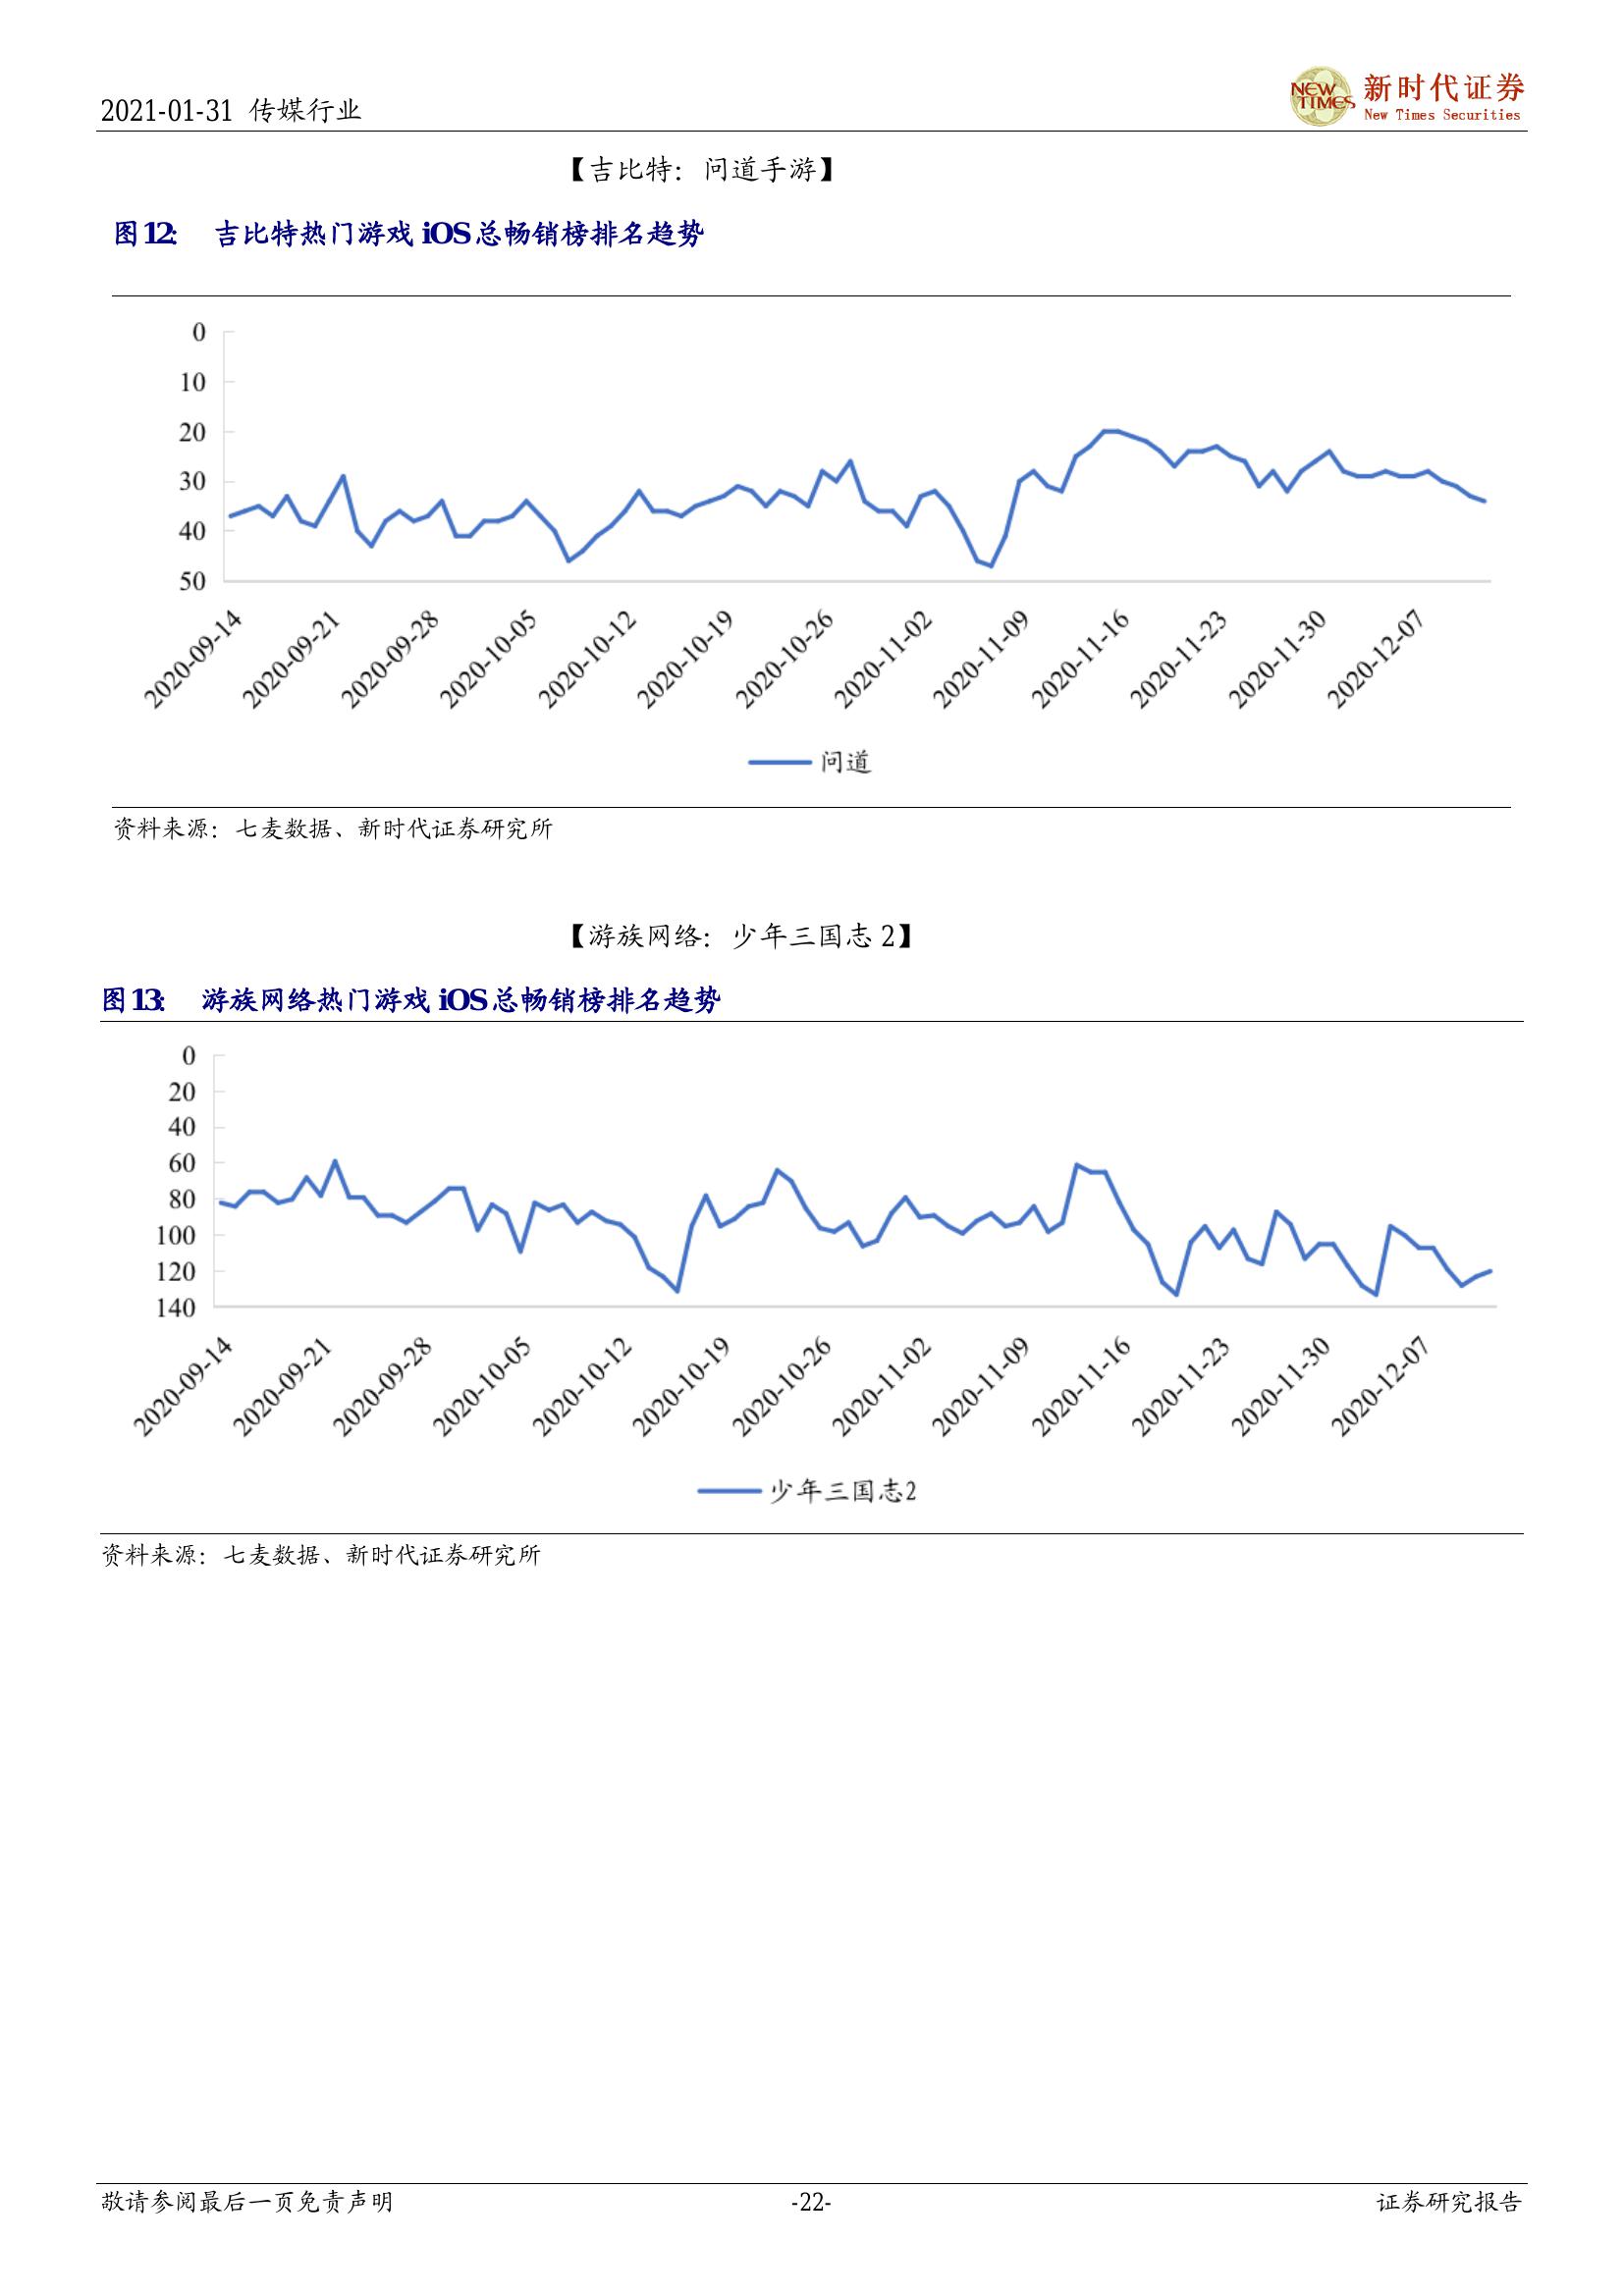 2021-01-31 传媒行业
NEW TIMES 新时代证券
New Times Securities
【吉比特：问道手游】
图12： 吉比特热门游戏 iOS 总畅销榜排名趋势
0
10
20
30
40
50
2020-09-14 2020-09-21 2020-09-28 2020-10-05 2020-10-12 2020-10-19 2020-10-26 2020-11-02 2020-11-09 2020-11-16 2020-11-23 2020-11-30 2020-12-07
问道
资料来源：七麦数据、新时代证券研究所
【游族网络：少年三国志 2】
图13： 游族网络热门游戏 iOS 总畅销榜排名趋势
0
20
40
60
80
100
120
140
2020-09-14 2020-09-21 2020-09-28 2020-10-05 2020-10-12 2020-10-19 2020-10-26 2020-11-02 2020-11-09 2020-11-16 2020-11-23 2020-11-30 2020-12-07
少年三国志2
资料来源：七麦数据、新时代证券研究所
敬请参阅最后一页免责声明 -22- 证券研究报告